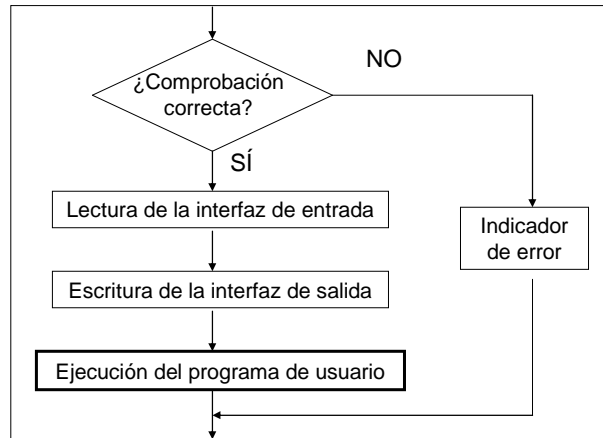 ¿Comprobación
correcta?
NO
SÍ
Lectura de la interfaz de entrada
Indicador
de error
Escritura de la interfaz de salida
Ejecución del programa de usuario